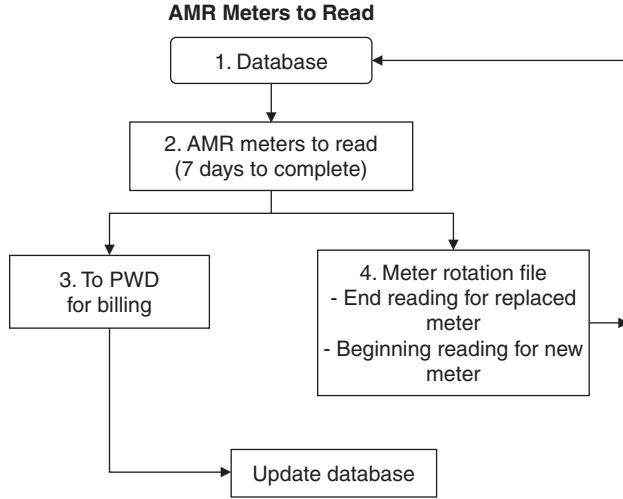 AMR Meters to Read
1. Database
2. AMR meters to read
(7 days to complete)
3. To PWD
for billing
4. Meter rotation file
- End reading for replaced
meter
- Beginning reading for new
meter
Update database